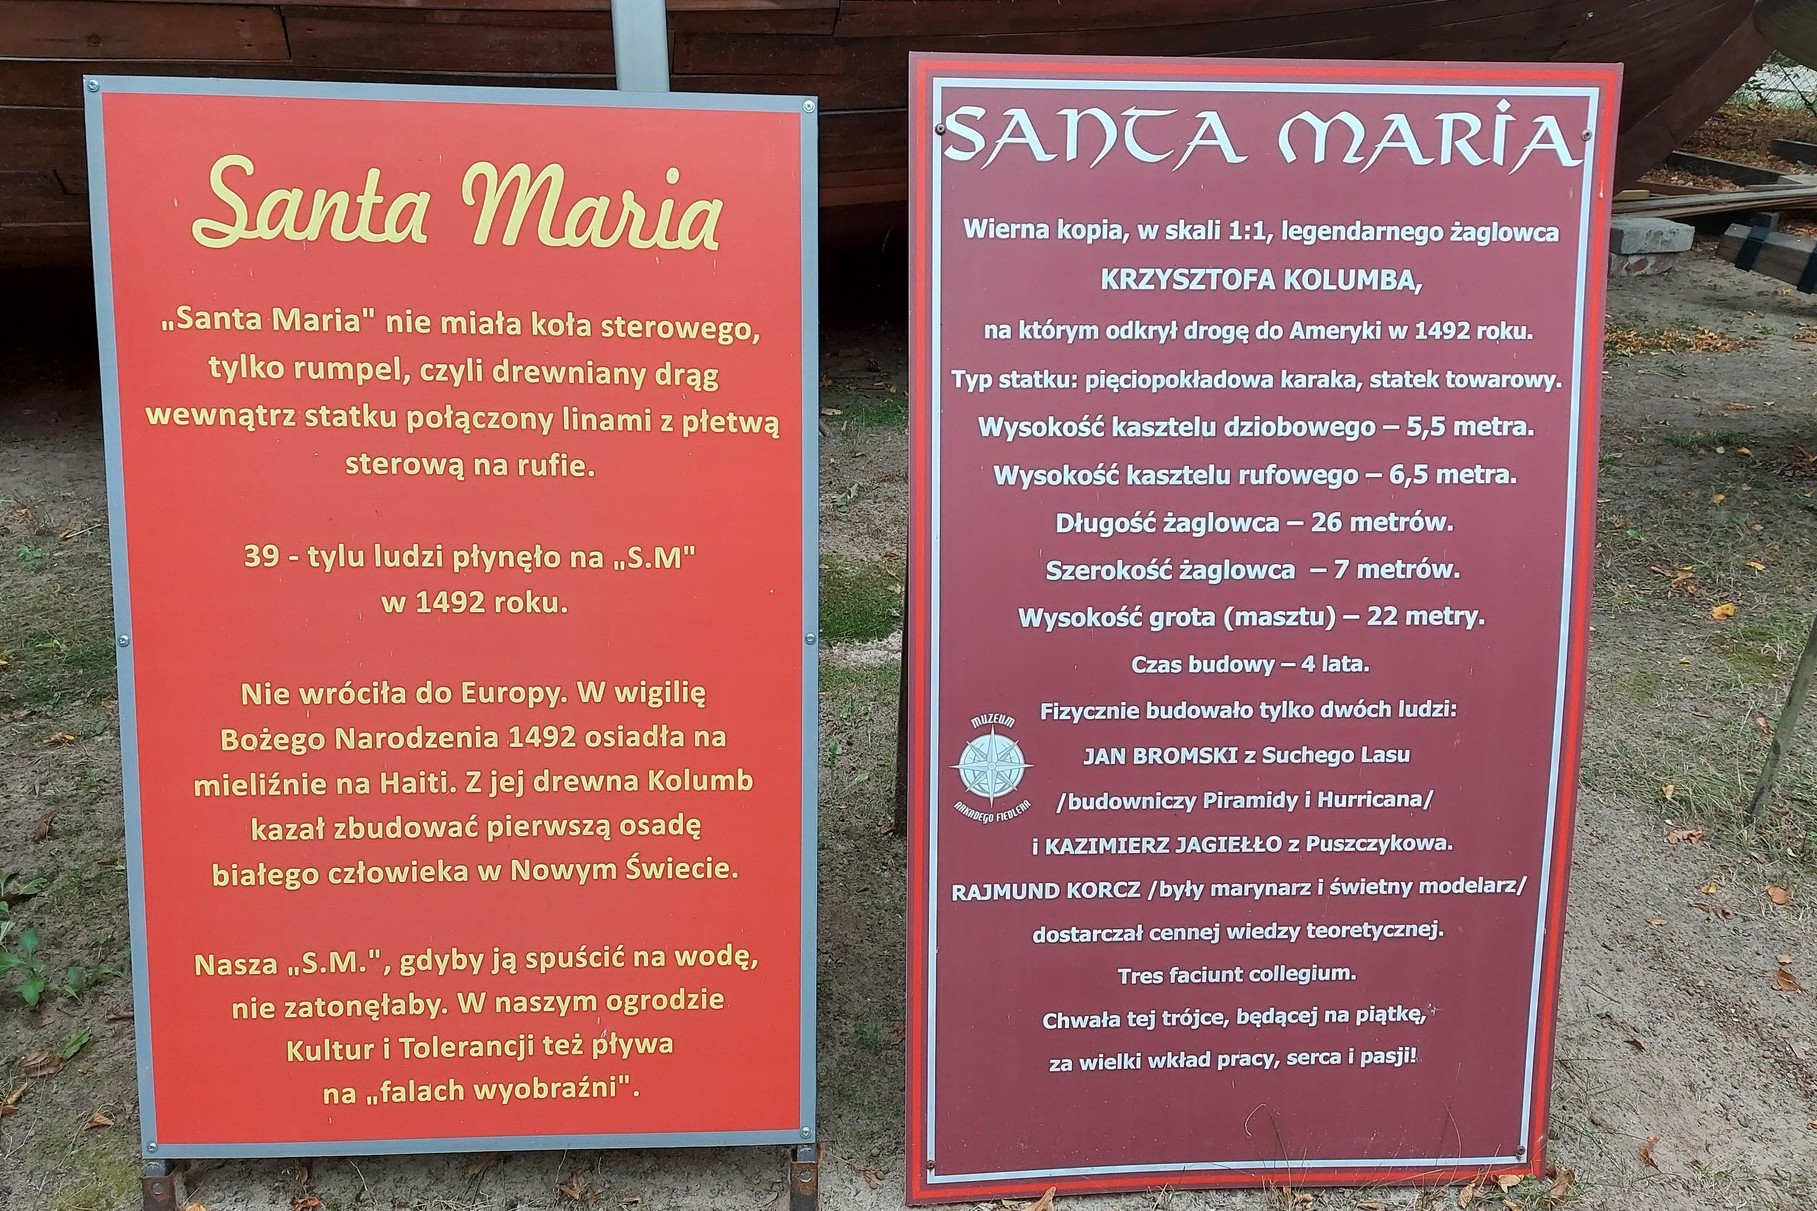 Santa Maria
„Santa Maria" nie miała koła sterowego,
tylko rumpel, czyli drewniany drąg
wewnątrz statku połączony linami z płetwą
sterową na rufie.
39 - tylu ludzi płynęło na „S.M"
w 1492 roku.
Nie wróciła do Europy. W wigilię
Bożego Narodzenia 1492 osiadła na
mieliźnie na Haiti. Z jej drewna Kolumb
kazał zbudować pierwszą osadę
białego człowieka w Nowym Świecie.
Nasza „S.M.", gdyby ją spuścić na wodę,
nie zatonęłaby. W naszym ogrodzie
Kultur i Tolerancji też pływa
na „falach wyobraźni".
SANTA MARIA
Wierna kopia, w skali 1:1, legendarnego żaglowca
KRZYSZTOFA KOLUMBA,
na którym odkrył drogę do Ameryki w 1492 roku.
Typ statku: pięciopokładowa karaka, statek towarowy.
Wysokość kasztelu dziobowego – 5,5 metra.
Wysokość kasztelu rufowego – 6,5 metra.
Długość żaglowca – 26 metrów.
Szerokość żaglowca – 7 metrów.
Wysokość grota (masztu) – 22 metry.
Czas budowy – 4 lata.
Fizycznie budowało tylko dwóch ludzi:
JAN BROMSKI z Suchego Lasu
/budowniczy Piramidy i Hurricana/
i KAZIMIERZ JAGIEŁŁO z Puszczykowa.
RAJMUND KORCZ /były marynarz i świetny modelarz/
dostarczał cennej wiedzy teoretycznej.
Tres faciunt collegium.
Chwała tej trójce, będącej na piątkę,
za wielki wkład pracy, serca i pasji!
MUZEUM
ARKADEGO FIEDLERA